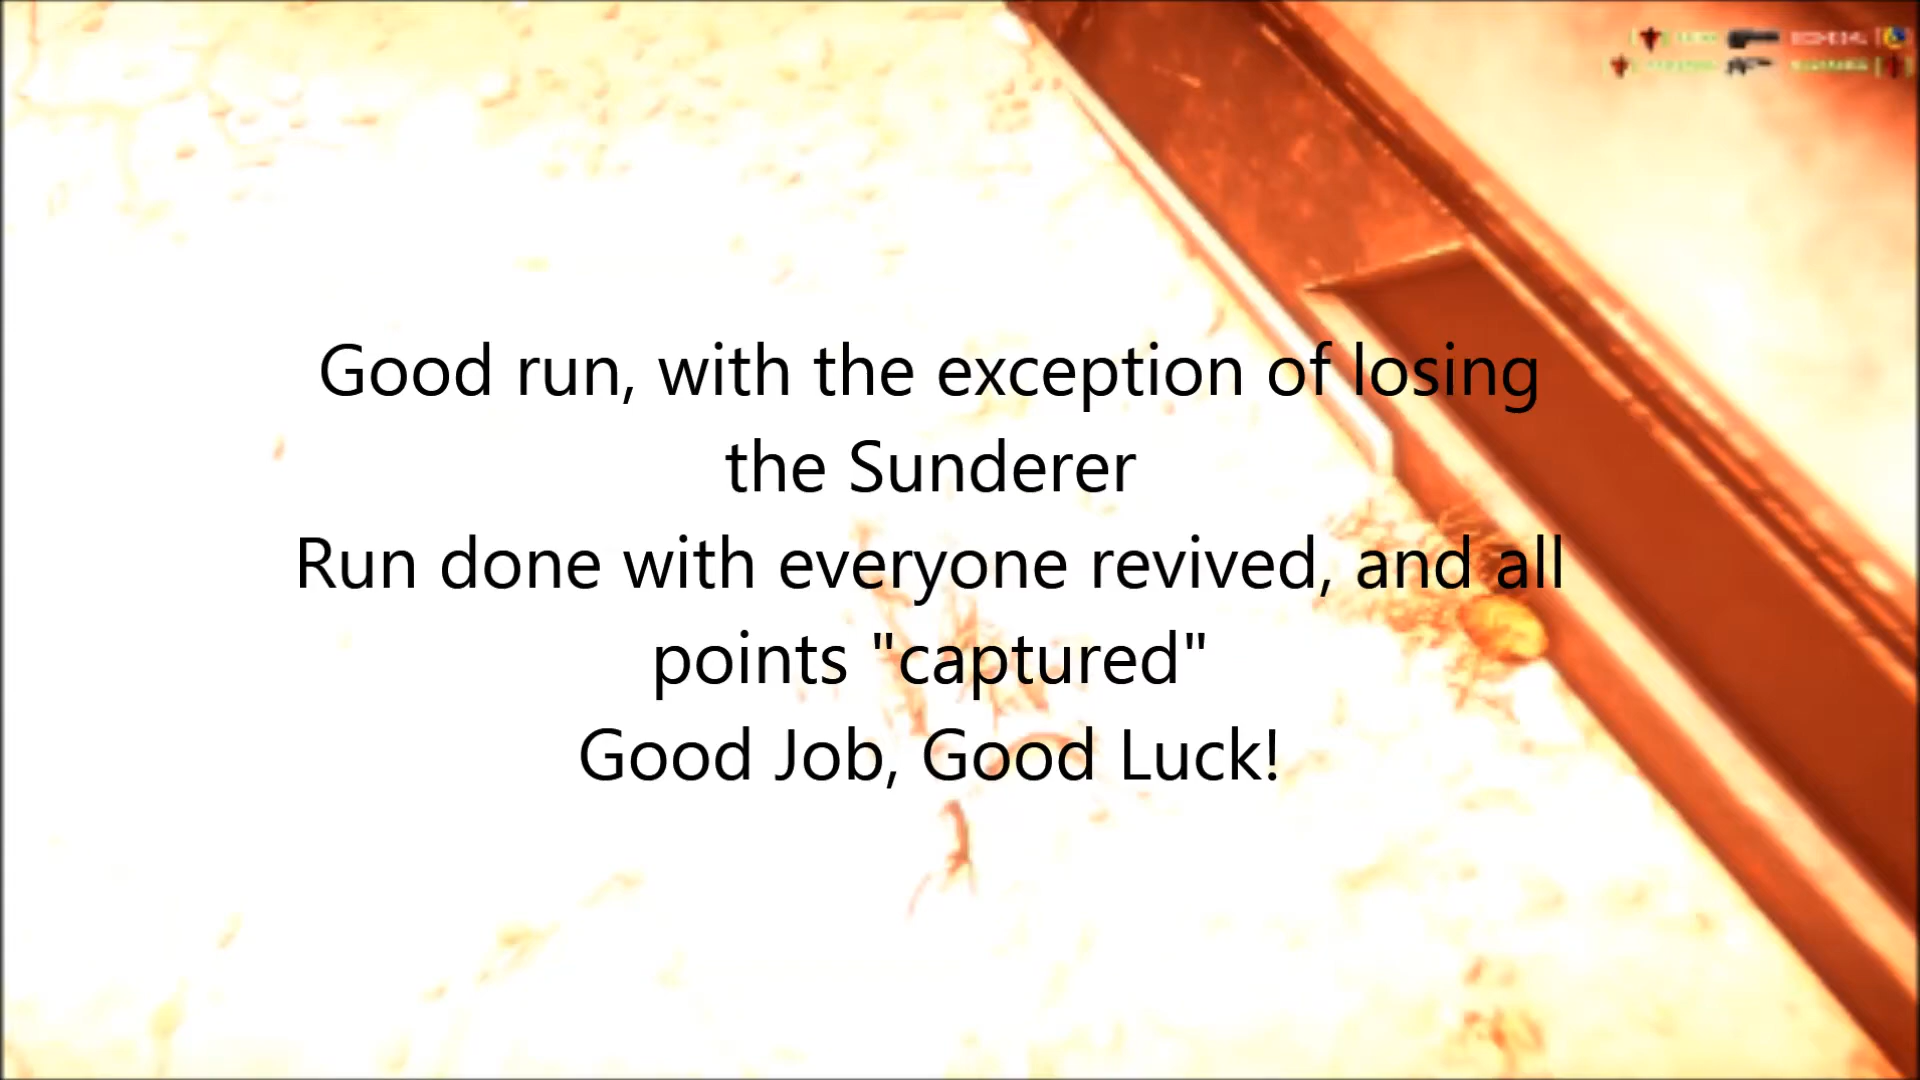 Good run, with the exception of losing
the Sunderer
Run done with everyone revived, and all
points "captured"
Good Job, Good Luck!